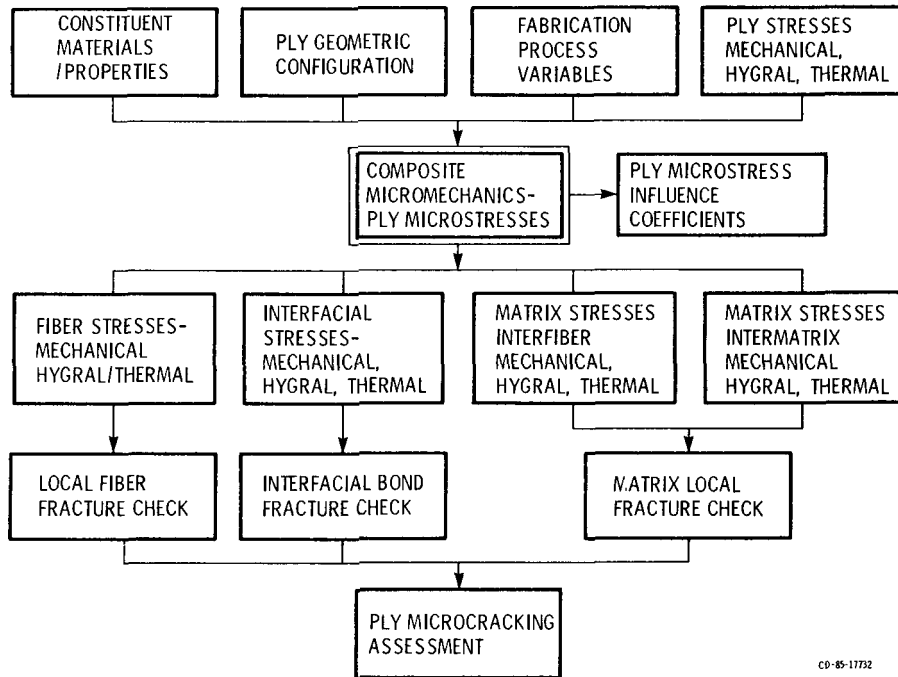 CONSTITUENT
MATERIALS
/PROPERTIES
PLY GEOMETRIC
CONFIGURATION
FABRICATION
PROCESS
VARIABLES
PLY STRESSES
MECHANICAL,
HYGRAL, THERMAL
COMPOSITE
MICROMECHANICS-
PLY MICROSTRESSES
PLY MICROSTRESS
INFLUENCE
COEFFICIENTS
FIBER STRESSES-
MECHANICAL
HYGRAL/THERMAL
INTERFACIAL
STRESSES-
MECHANICAL,
HYGRAL, THERMAL
MATRIX STRESSES
INTERFIBER
MECHANICAL,
HYGRAL, THERMAL
MATRIX STRESSES
INTERMATRIX
MECHANICAL
HYGRAL, THERMAL
LOCAL FIBER
FRACTURE CHECK
INTERFACIAL BOND
FRACTURE CHECK
MATRIX LOCAL
FRACTURE CHECK
PLY MICROCRACKING
ASSESSMENT
CD-85-17732